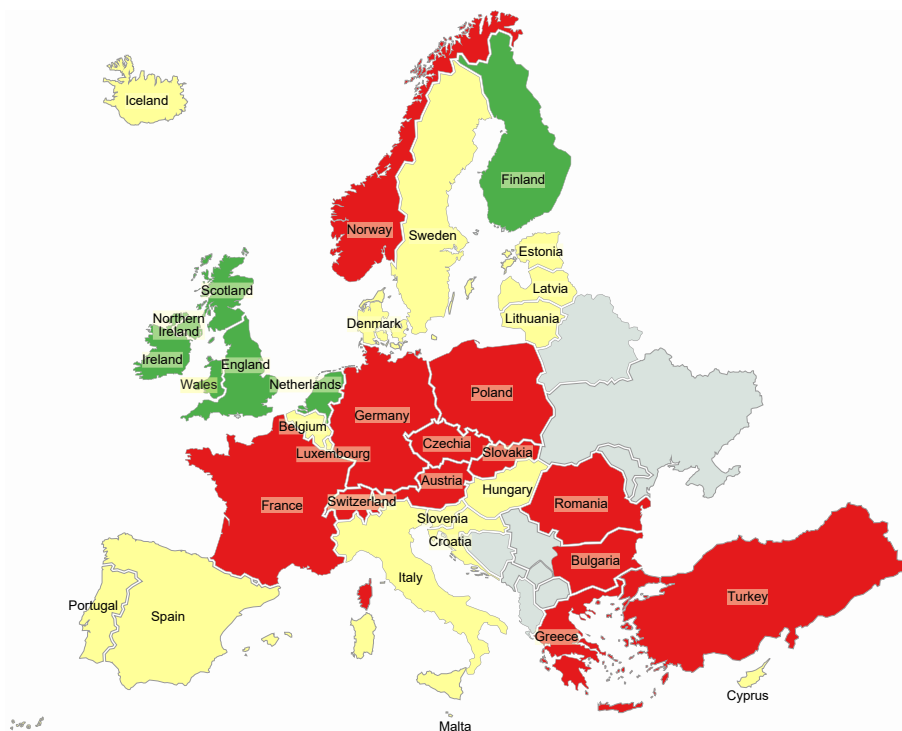 Iceland
Finland
Norway
Sweden
Estonia
Latvia
Lithuania
Scotland
Northern
Ireland
Denmark
Ireland
England
Wales
Netherlands
Poland
Germany
Belgium
Czechia
Luxembourg
Slovakia
Austria
Hungary
Switzerland
France
Romania
Slovenia
Croatia
Bulgaria
Italy
Turkey
Portugal
Spain
Greece
Cyprus
Malta